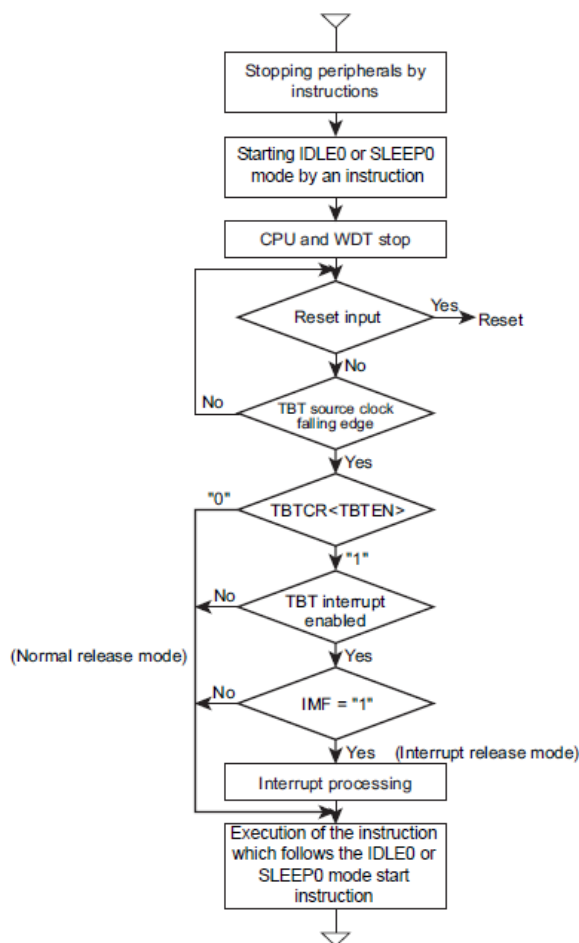 Stopping peripherals by
instructions
Starting IDLE0 or SLEEP0
mode by an instruction
CPU and WDT stop
Reset input
Yes
Reset
No
No
TBT source clock
falling edge
Yes
"0"
TBTCR<TBTEN>
"1"
No
TBT interrupt
enabled
(Normal release mode)
Yes
No
IMF = "1"
Yes (Interrupt release mode)
Interrupt processing
Execution of the instruction
which follows the IDLE0 or
SLEEP0 mode start
instruction